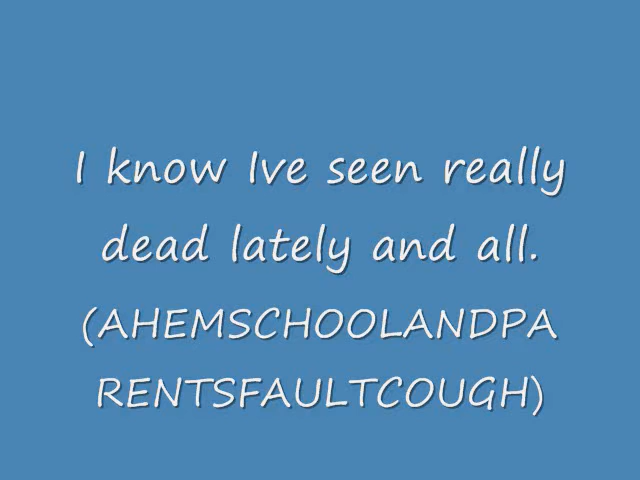 I know Ive seen really
dead lately and all.
(AHEMSCHOOLANDPA
RENTSFAULTCOUGH)